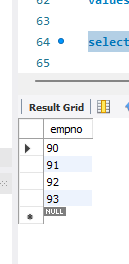 62
values
63
64
select
65
Result Grid
empno
90
91
92
93
NULL